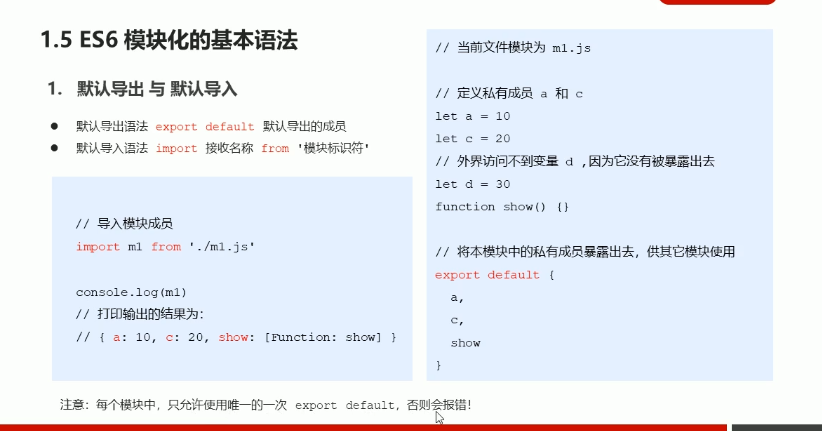 1.5 ES6 模块化的基本语法
1. 默认导出 与 默认导入
● 默认导出语法 export default 默认导出的成员
● 默认导入语法 import 接收名称 from '模块标识符'
// 导入模块成员
import m1 from './m1.js'
console.log(m1)
// 打印输出的结果为：
// { a: 10, c: 20, show: [Function: show] }
// 当前文件模块为 m1.js
// 定义私有成员 a 和 c
let a = 10
let c = 20
// 外界访问不到变量 d ,因为它没有被暴露出去
let d = 30
function show() {}
// 将本模块中的私有成员暴露出去，供其它模块使用
export default {
a,
c,
show
}
注意：每个模块中，只允许使用唯一的一次 export default，否则会报错！